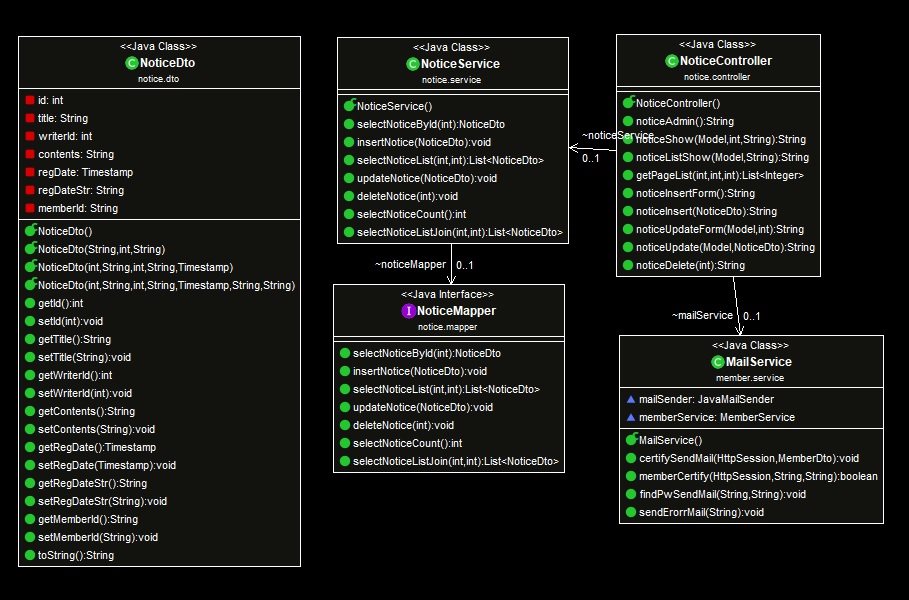 <<Java Class>>
NoticeDto
notice.dto
id: int
title: String
writerId: int
contents: String
regDate: Timestamp
regDateStr: String
memberId: String
NoticeDto()
NoticeDto(String,int,String)
NoticeDto(int,String,int,String,Timestamp)
NoticeDto(int,String,int,String,Timestamp,String,String)
getId():int
setId(int):void
getTitle():String
setTitle(String):void
getWriterId():int
setWriterId(int):void
getContents():String
setContents(String):void
getRegDate():Timestamp
setRegDate(Timestamp):void
getRegDateStr():String
setRegDateStr(String):void
getMemberId():String
setMemberId(String):void
toString():String
<<Java Class>>
NoticeService
notice.service
NoticeService()
selectNoticeById(int):NoticeDto
insertNotice(NoticeDto):void
selectNoticeList(int,int):List<NoticeDto>
updateNotice(NoticeDto):void
deleteNotice(int):void
selectNoticeCount():int
selectNoticeListJoin(int,int):List<NoticeDto>
~noticeMapper
0..1
<<Java Interface>>
NoticeMapper
notice.mapper
selectNoticeById(int):NoticeDto
insertNotice(NoticeDto):void
selectNoticeList(int,int):List<NoticeDto>
updateNotice(NoticeDto):void
deleteNotice(int):void
selectNoticeCount():int
selectNoticeListJoin(int,int):List<NoticeDto>
~noticeService
0..1
<<Java Class>>
NoticeController
notice.controller
NoticeController()
noticeAdmin():String
noticeShow(Model,int,String):String
noticeListShow(Model,String):String
getPageList(int,int,int):List<Integer>
noticeInsertForm():String
noticeInsert(NoticeDto):String
noticeUpdateForm(Model,int):String
noticeUpdate(Model,NoticeDto):String
noticeDelete(int):String
~mailService
0..1
<<Java Class>>
MailService
member.service
mailSender: JavaMailSender
memberService: MemberService
MailService()
certifySendMail(HttpSession,MemberDto):void
memberCertify(HttpSession,String,String):boolean
findPwSendMail(String,String):void
sendErorrMail(String):void